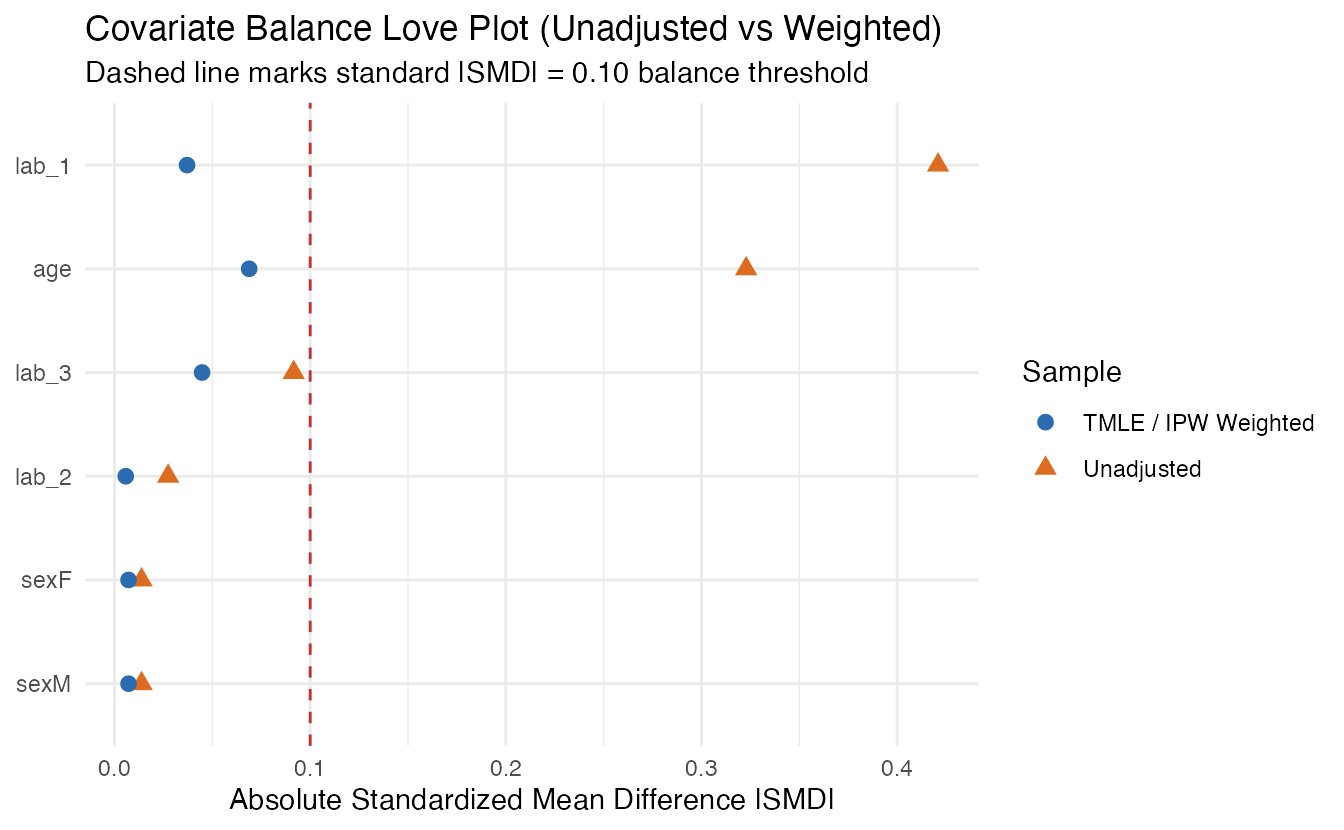 Covariate Balance Love Plot (Unadjusted vs Weighted)
Dashed line marks standard |SMD| = 0.10 balance threshold
lab_1
age
lab_3
lab_2
sexF
sexM
0.0 0.1 0.2 0.3 0.4
Absolute Standardized Mean Difference |SMD|
Sample
TMLE / IPW Weighted
Unadjusted